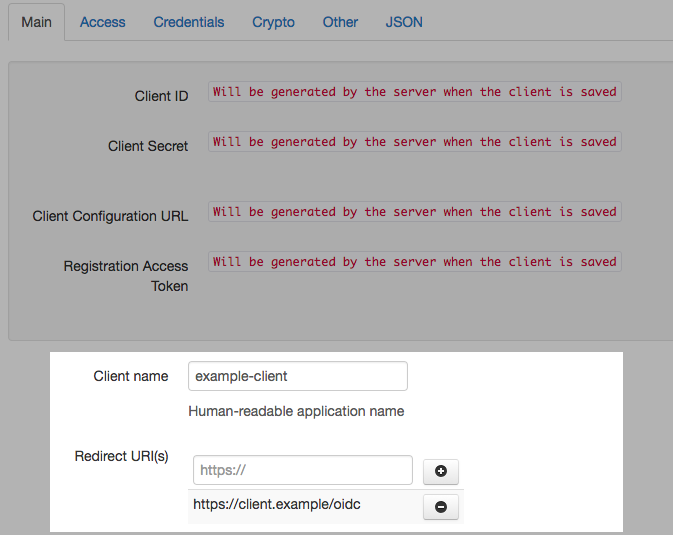 Main Access Credentials Crypto Other JSON
Client ID Will be generated by the server when the client is saved
Client Secret Will be generated by the server when the client is saved
Client Configuration URL Will be generated by the server when the client is saved
Registration Access Will be generated by the server when the client is saved
Token
Client name example-client
Human-readable application name
Redirect URI(s)
https://
https://client.example/oidc